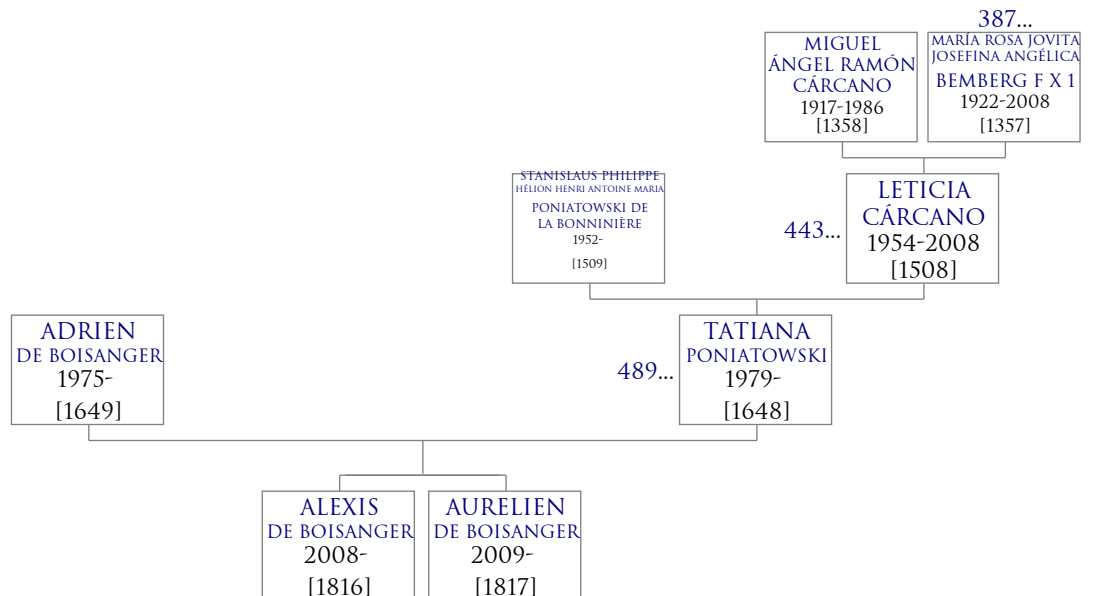 387...
MIGUEL
ÁNGEL RAMÓN
CÁRCANO
1917-1986
[1358]
MARÍA ROSA JOVITA
JOSEFINA ANGÉLICA
BEMBERG F X 1
1922-2008
[1357]
STANISLAUS PHILIPPE
HÉLION HENRI ANTOINE MARIA
PONIATOWSKI DE
LA BONNINIÈRE
1952-
[1509]
443...
LETICIA
CÁRCANO
1954-2008
[1508]
ADRIEN
DE BOISANGER
1975-
[1649]
489...
TATIANA
PONIATOWSKI
1979-
[1648]
ALEXIS
DE BOISANGER
2008-
[1816]
AURELIEN
DE BOISANGER
2009-
[1817]